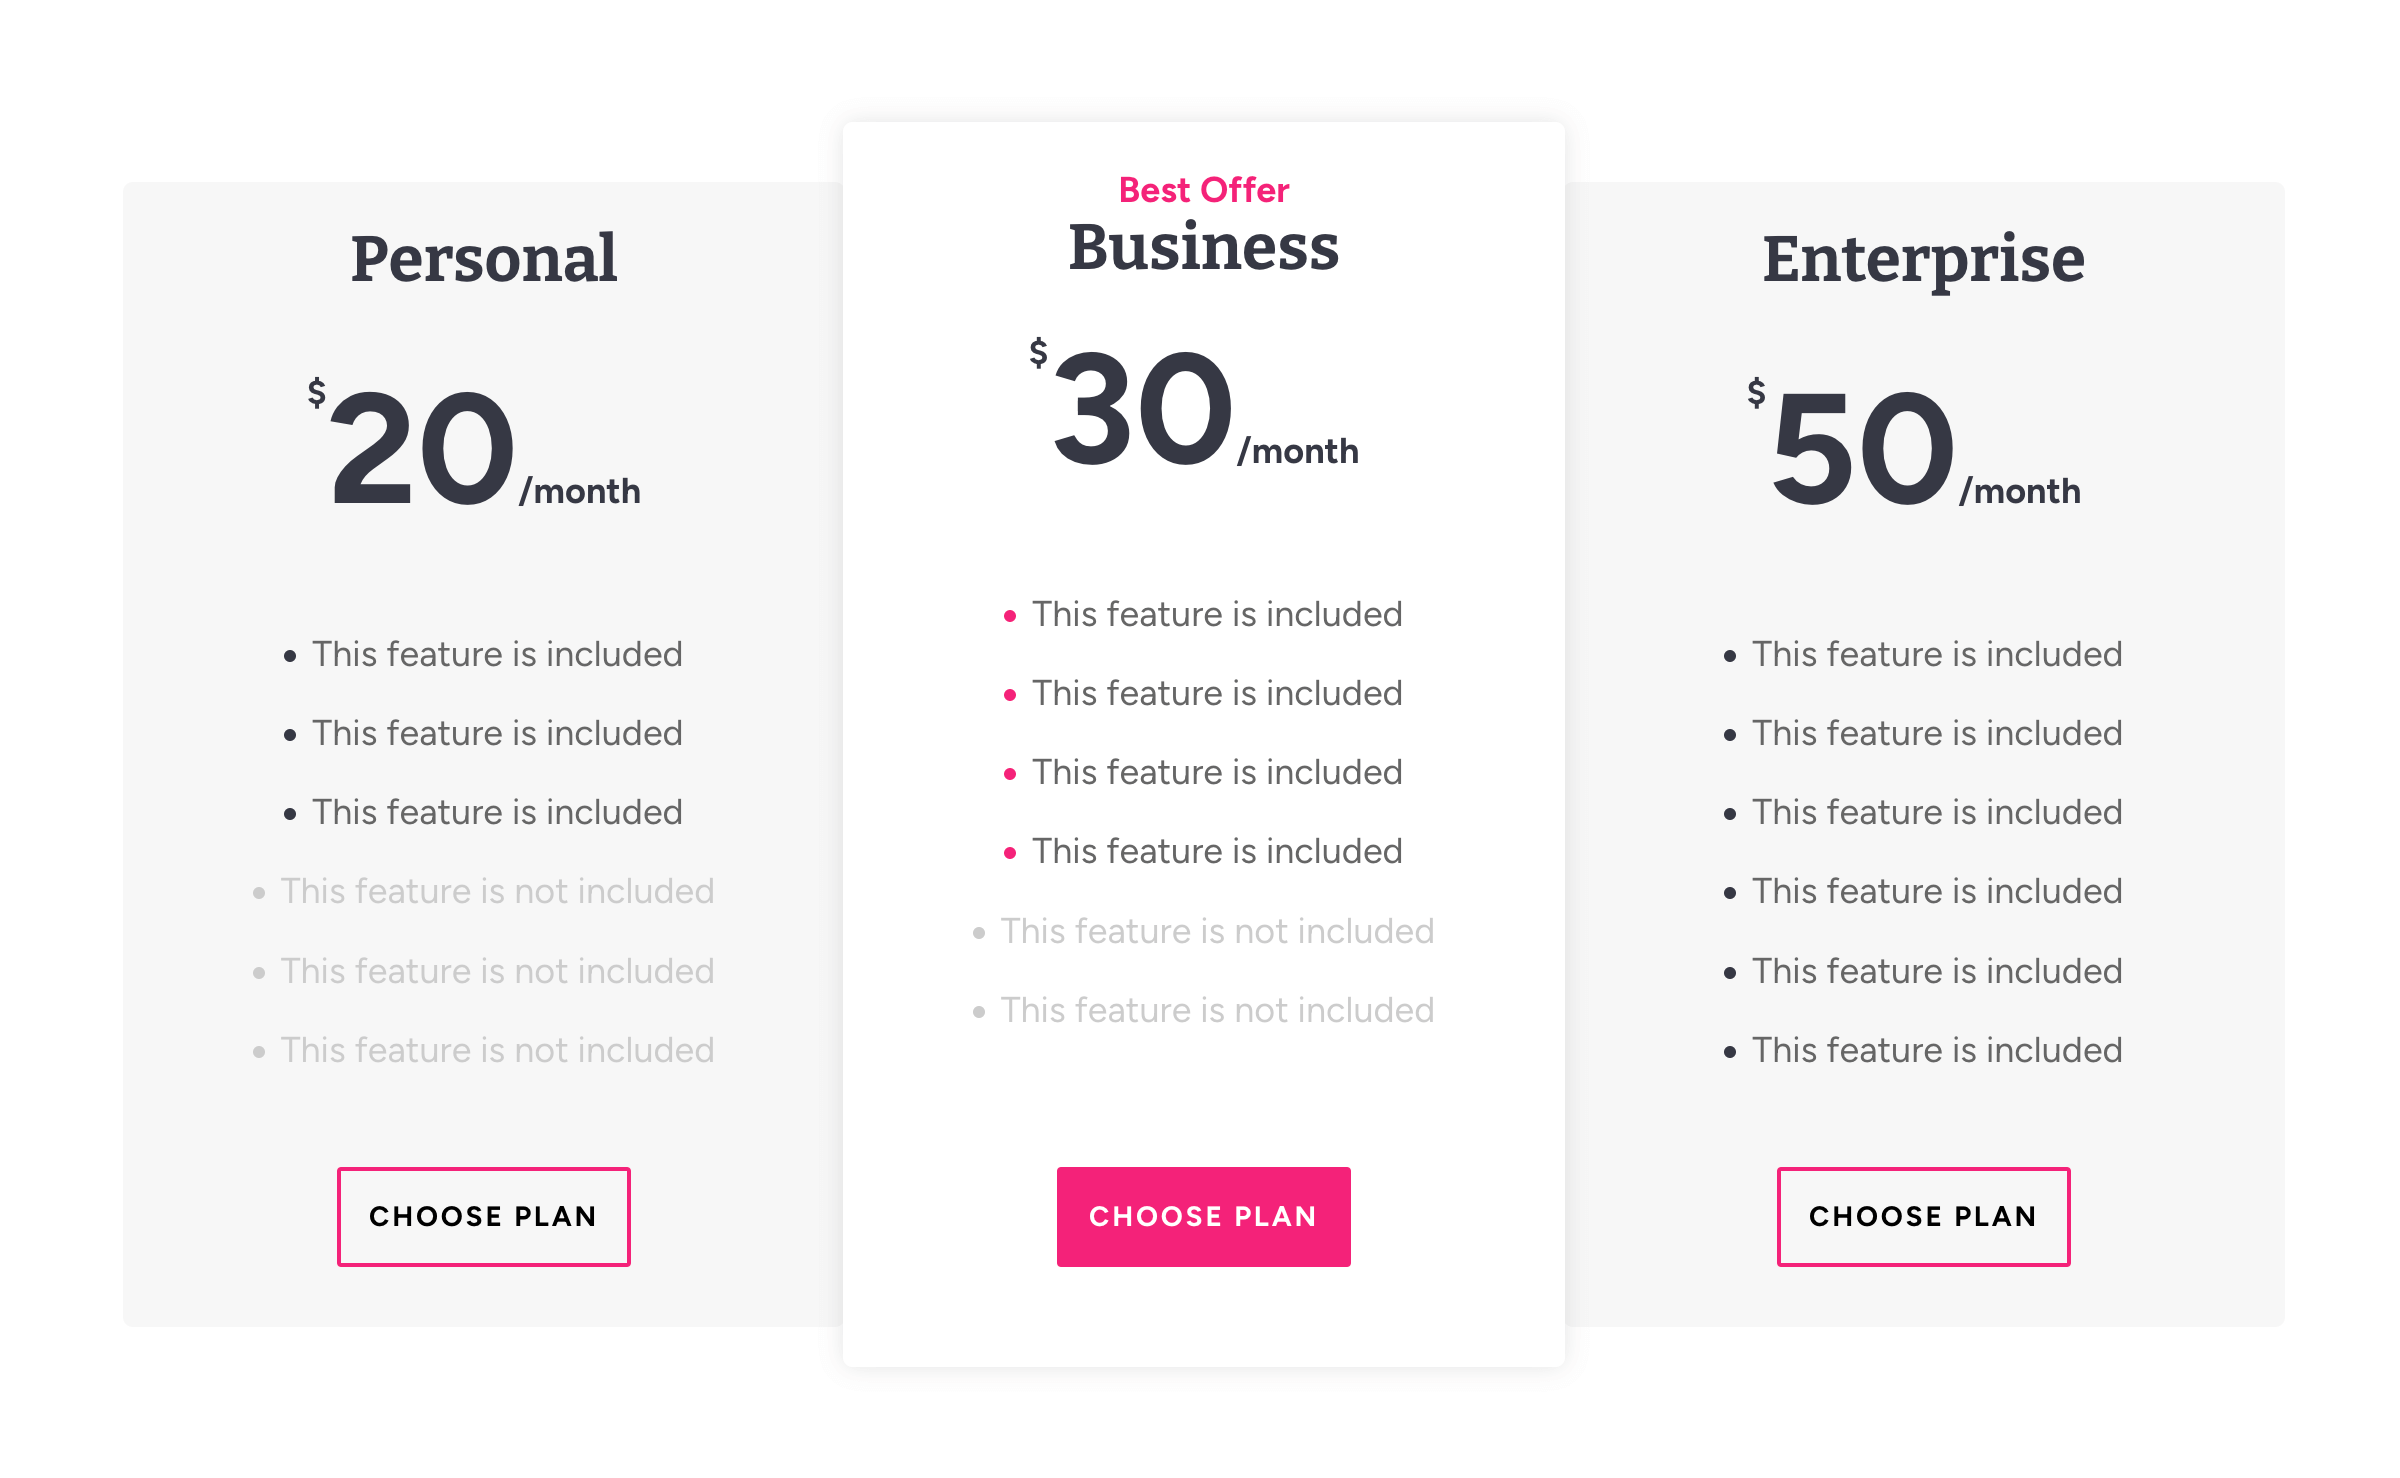 Personal
$20/month
• This feature is included
• This feature is included
• This feature is included
• This feature is not included
• This feature is not included
• This feature is not included
CHOOSE PLAN
Best Offer
Business
$30/month
• This feature is included
• This feature is included
• This feature is included
• This feature is included
• This feature is not included
• This feature is not included
CHOOSE PLAN
Enterprise
$50/month
• This feature is included
• This feature is included
• This feature is included
• This feature is included
• This feature is included
• This feature is included
CHOOSE PLAN